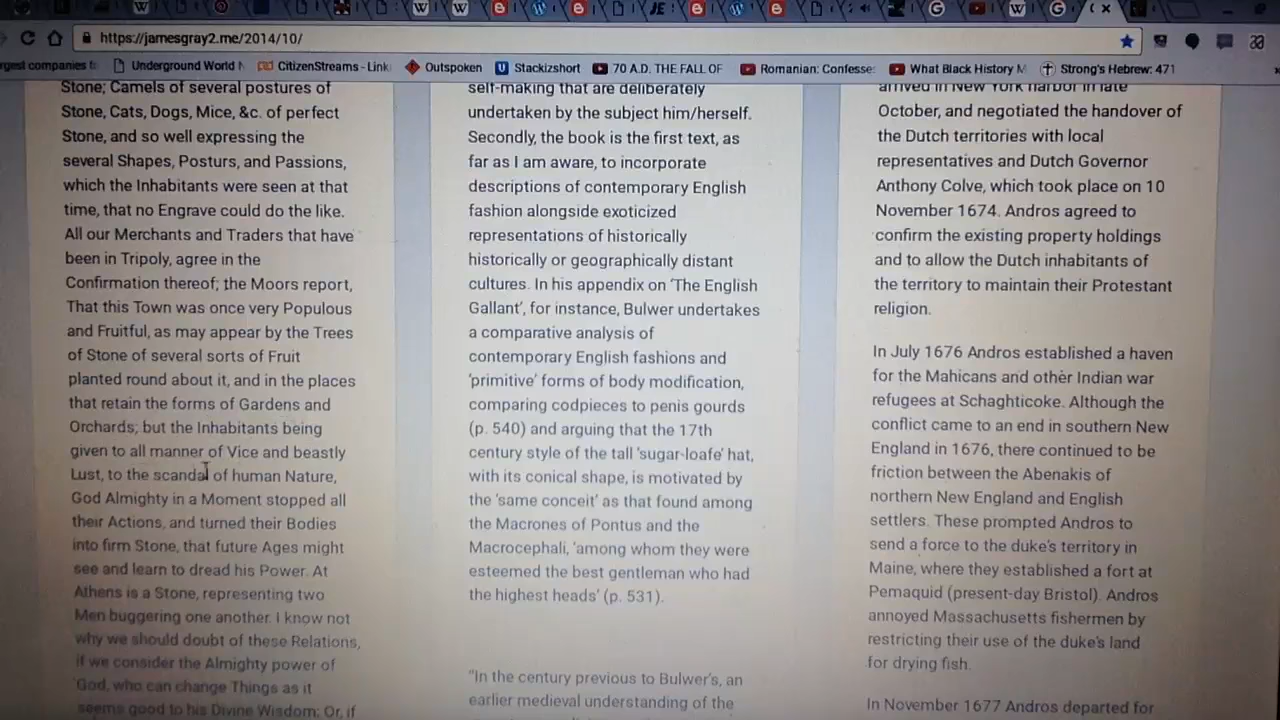 https://jamesgray2.me/2014/10/
rgest companies f
Underground World N
CitizenStreams - Link
Outspoken
Stackizshort
70 A.D. THE FALL OF
Romanian: Confesse
What Black History M
Strong's Hebrew: 471
Stone; Camels of several postures of
Stone, Cats, Dogs, Mice, &c. of perfect
Stone, and so well expressing the
several Shapes, Posturs, and Passions,
which the Inhabitants were seen at that
time, that no Engrave could do the like.
All our Merchants and Traders that have
been in Tripoly, agree in the
Confirmation thereof; the Moors report,
That this Town was once very Populous
and Fruitful, as may appear by the Trees
of Stone of several sorts of Fruit
planted round about it, and in the places
that retain the forms of Gardens and
Orchards; but the Inhabitants being
given to all manner of Vice and beastly
Lust, to the scandal of human Nature,
God Almighty in a Moment stopped all
their Actions, and turned their Bodies
into firm Stone, that future Ages might
see and learn to dread his Power. At
Athens is a Stone, representing two
Men buggering one another. I know not
why we should doubt of these Relations,
if we consider the Almighty power of
God, who can change Things as it
seems good to his Divine Wisdom: Or, if
self-making that are deliberately
undertaken by the subject him/herself.
Secondly, the book is the first text, as
far as I am aware, to incorporate
descriptions of contemporary English
fashion alongside exoticized
representations of historically
historically or geographically distant
cultures. In his appendix on 'The English
Gallant', for instance, Bulwer undertakes
a comparative analysis of
contemporary English fashions and
'primitive' forms of body modification,
comparing codpieces to penis gourds
(p. 540) and arguing that the 17th
century style of the tall 'sugar-loafe' hat,
with its conical shape, is motivated by
the 'same conceit' as that found among
the Macrones of Pontus and the
Macrocephali, 'among whom they were
esteemed the best gentleman who had
the highest heads' (p. 531).
"In the century previous to Bulwer's, an
earlier medieval understanding of the
arrived in New York harbor in late
October, and negotiated the handover of
the Dutch territories with local
representatives and Dutch Governor
Anthony Colve, which took place on 10
November 1674. Andros agreed to
confirm the existing property holdings
and to allow the Dutch inhabitants of
the territory to maintain their Protestant
religion.
In July 1676 Andros established a haven
for the Mahicans and other Indian war
refugees at Schaghticoke. Although the
conflict came to an end in southern New
England in 1676, there continued to be
friction between the Abenakis of
northern New England and English
settlers. These prompted Andros to
send a force to the duke's territory in
Maine, where they established a fort at
Pemaquid (present-day Bristol). Andros
annoyed Massachusetts fishermen by
restricting their use of the duke's land
for drying fish.
In November 1677 Andros departed for